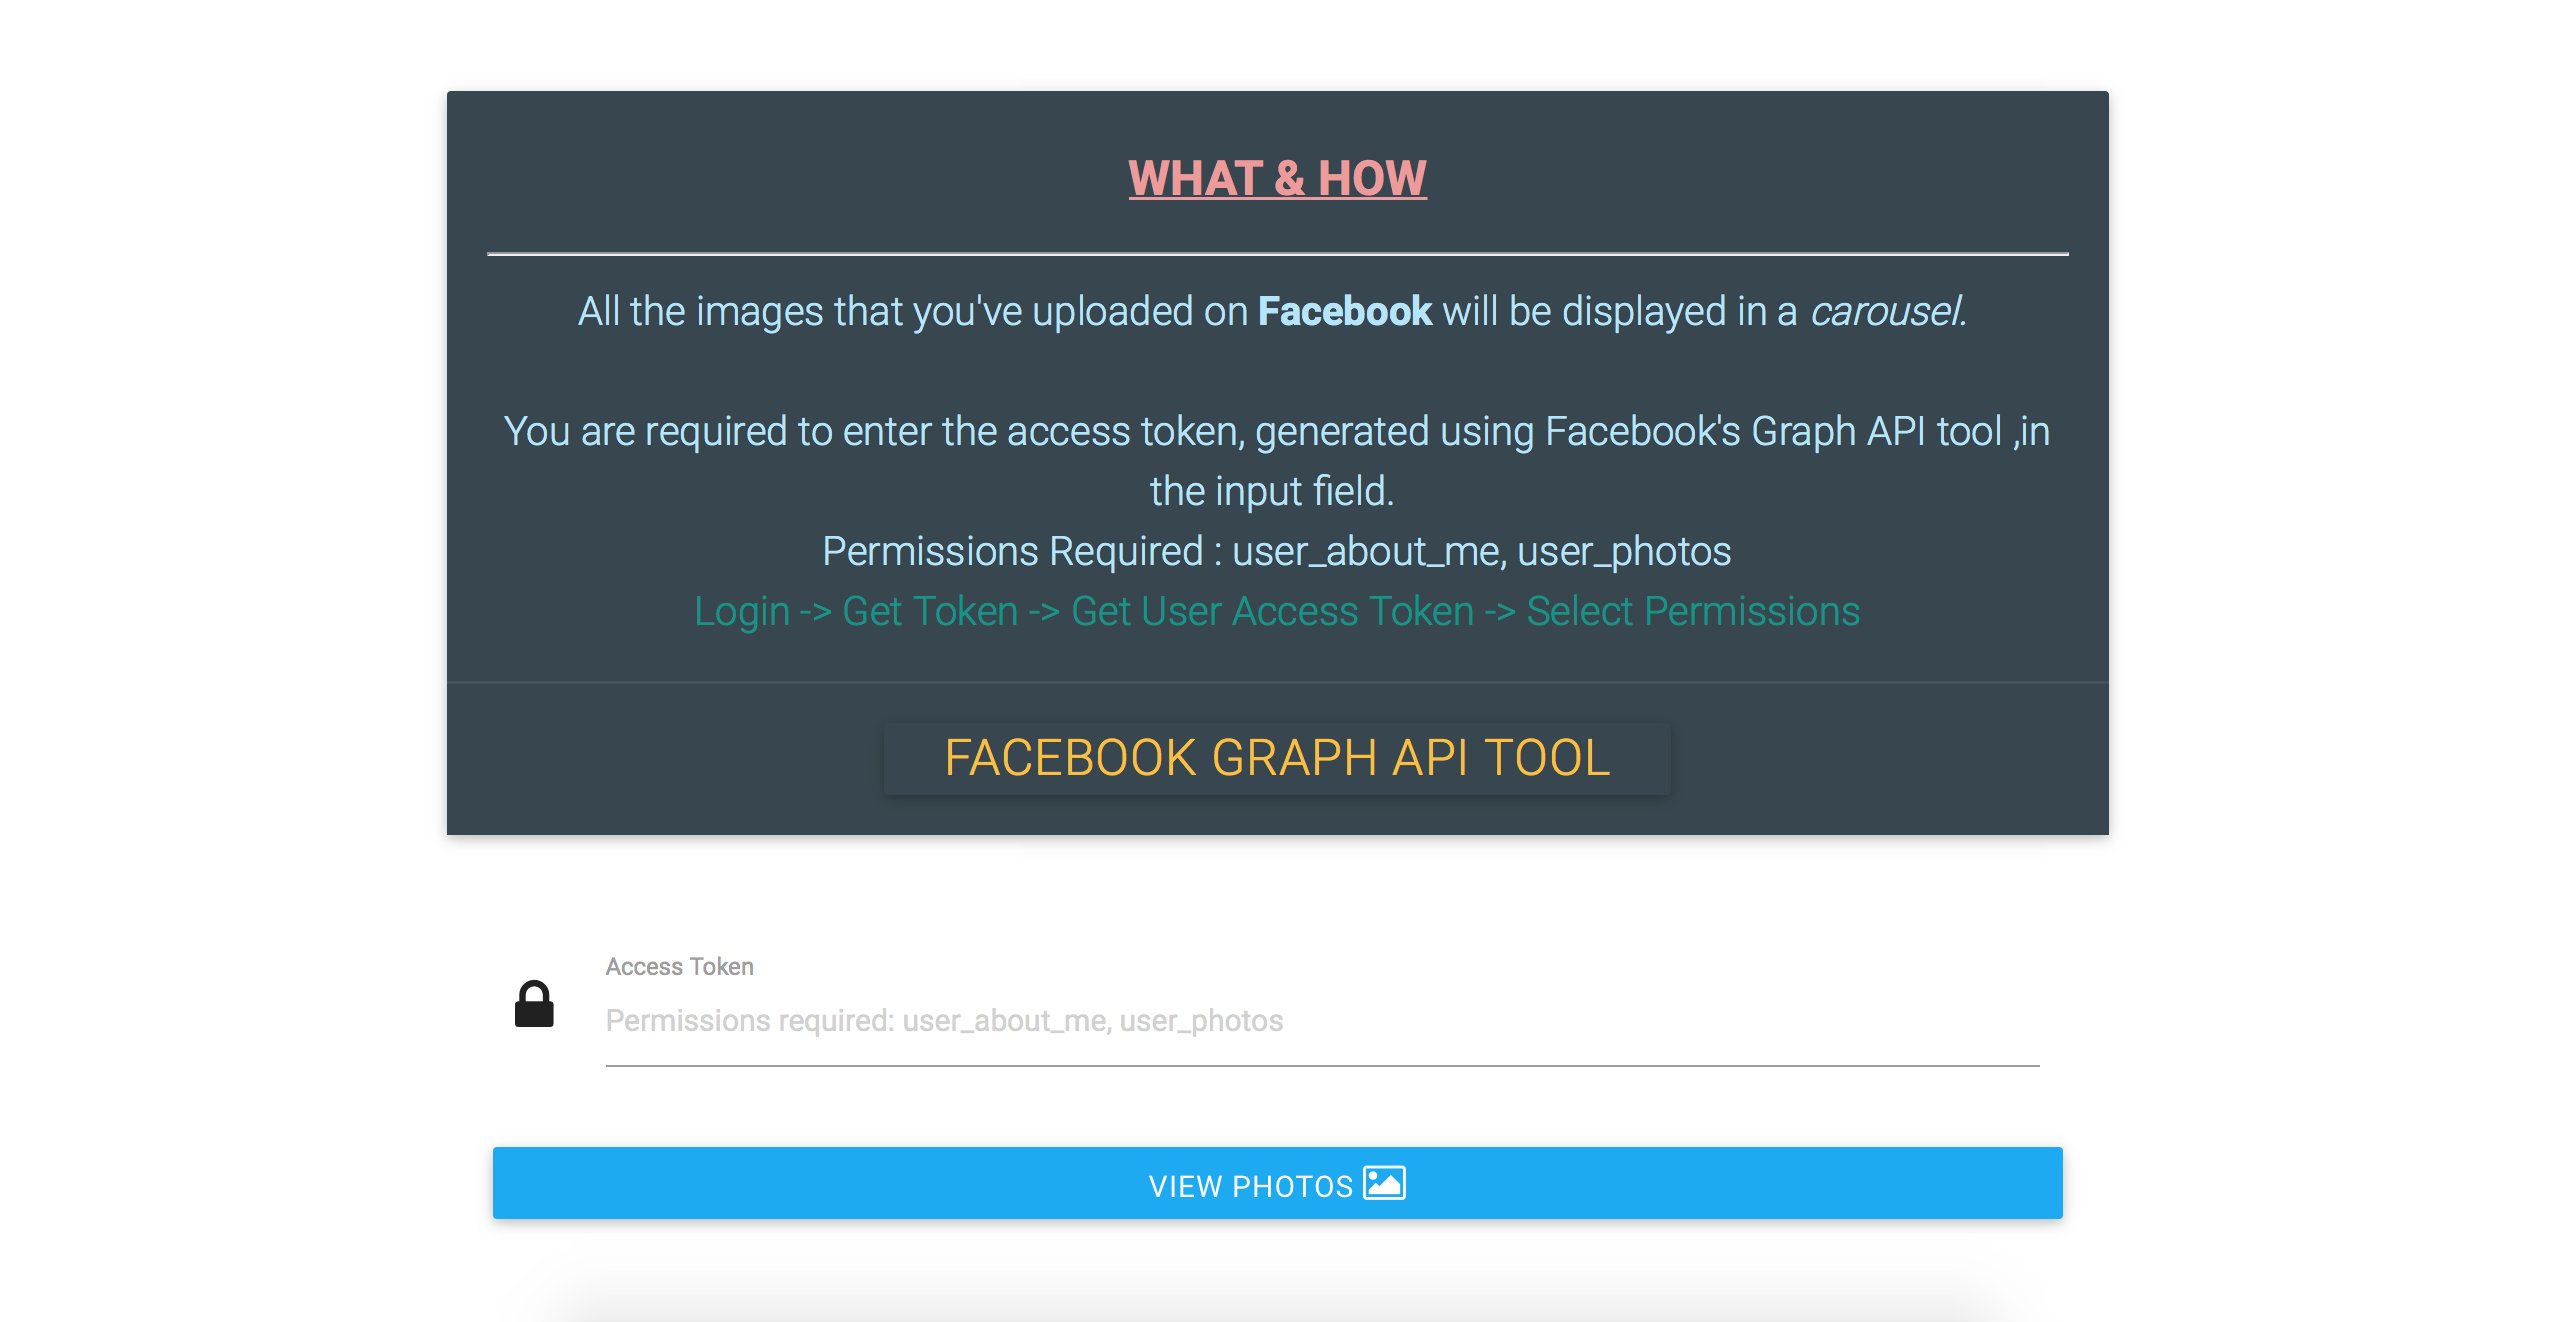 WHAT & HOW
All the images that you've uploaded on Facebook will be displayed in a carousel.
You are required to enter the access token, generated using Facebook's Graph API tool ,in
the input field.
Permissions Required : user_about_me, user_photos
Login -> Get Token -> Get User Access Token -> Select Permissions
FACEBOOK GRAPH API TOOL
Access Token
Permissions required: user_about_me, user_photos
VIEW PHOTOS